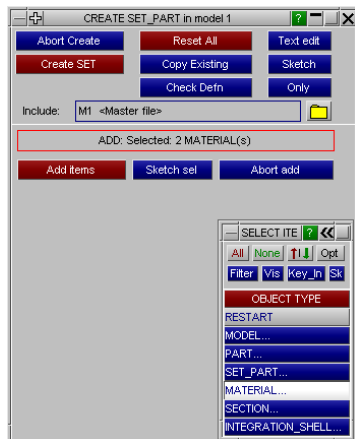 CREATE SET_PART in model 1 ?
Abort Create Reset All Text edit
Create SET Copy Existing Sketch
Check Defn Only
Include: M1 <Master file>
ADD: Selected: 2 MATERIAL(s)
Add items Sketch sel Abort add
SELECT ITE ?
All None Opt
Filter Vis Key_In Sk
OBJECT TYPE
RESTART
MODEL...
PART...
SET_PART...
MATERIAL...
SECTION...
INTEGRATION_SHELL...